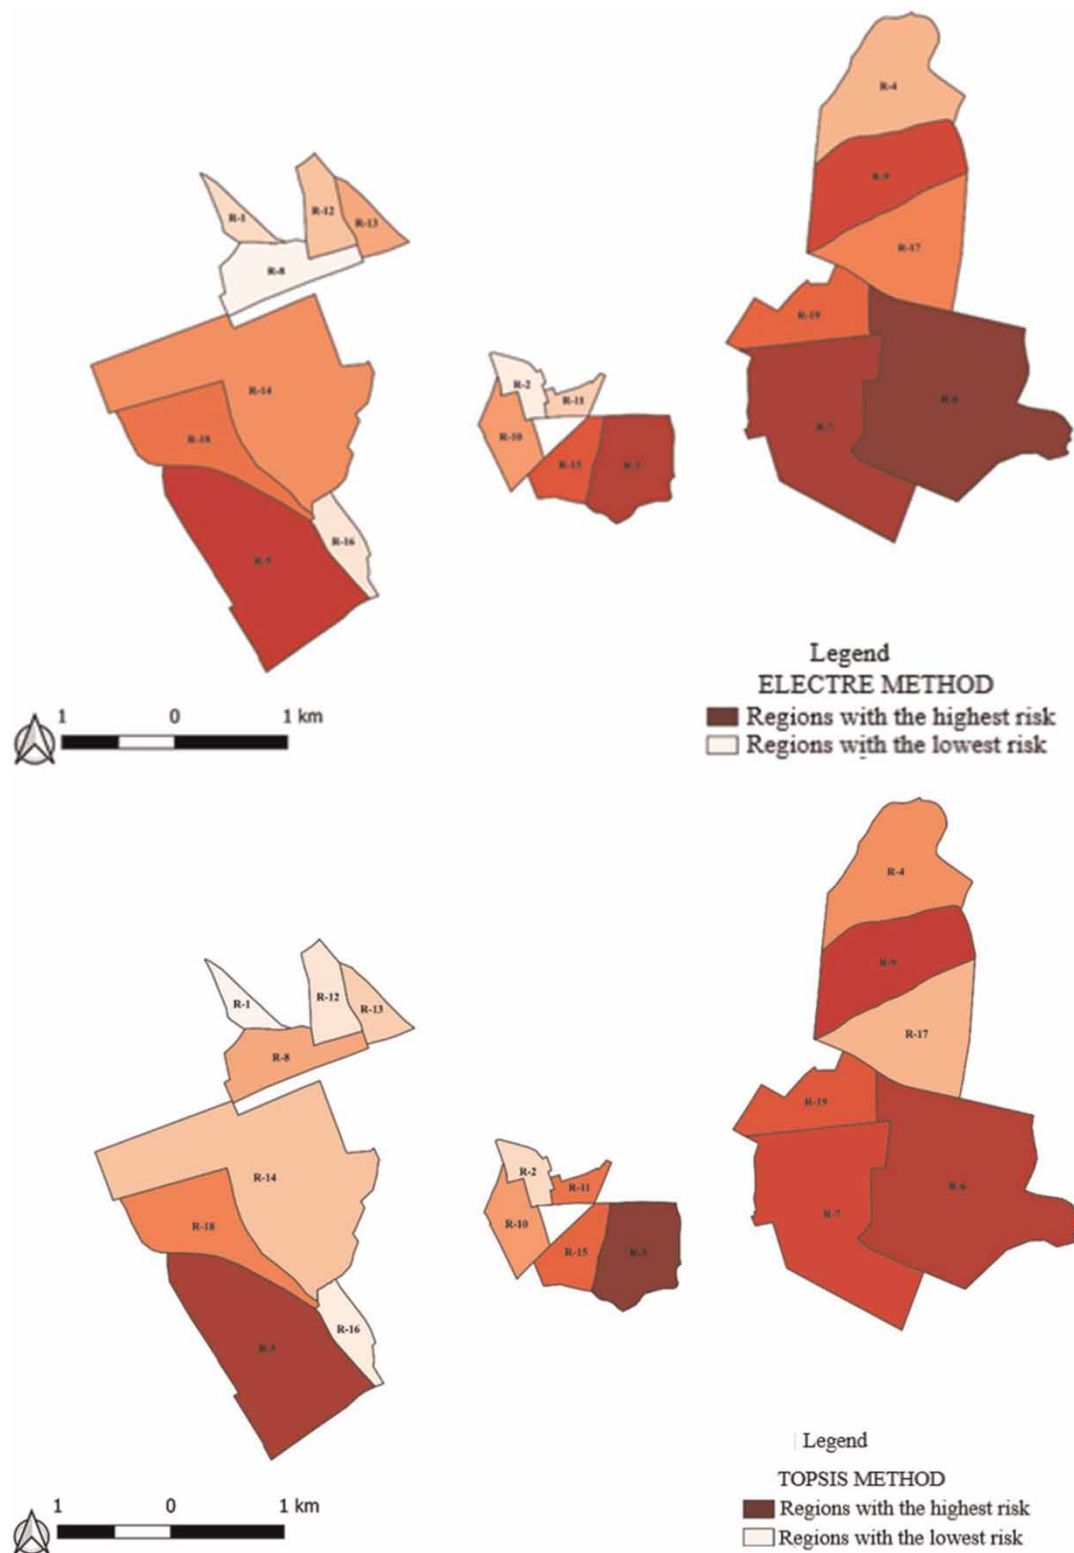 R-4
R-9
R-1
R-12
R-13
R-17
R-8
R-19
R-14
R-2
R-11
R-6
R-7
R-18
R-10
R-15
R-3
R-16
R-5
Legend
ELECTRE METHOD
1 0 1 km
Regions with the highest risk
Regions with the lowest risk
R-4
R-9
R-1
R-12
R-13
R-17
R-8
R-19
R-14
R-2
R-11
R-6
R-7
R-18
R-10
R-15
R-3
R-16
R-5
Legend
TOPSIS METHOD
1 0 1 km
Regions with the highest risk
Regions with the lowest risk